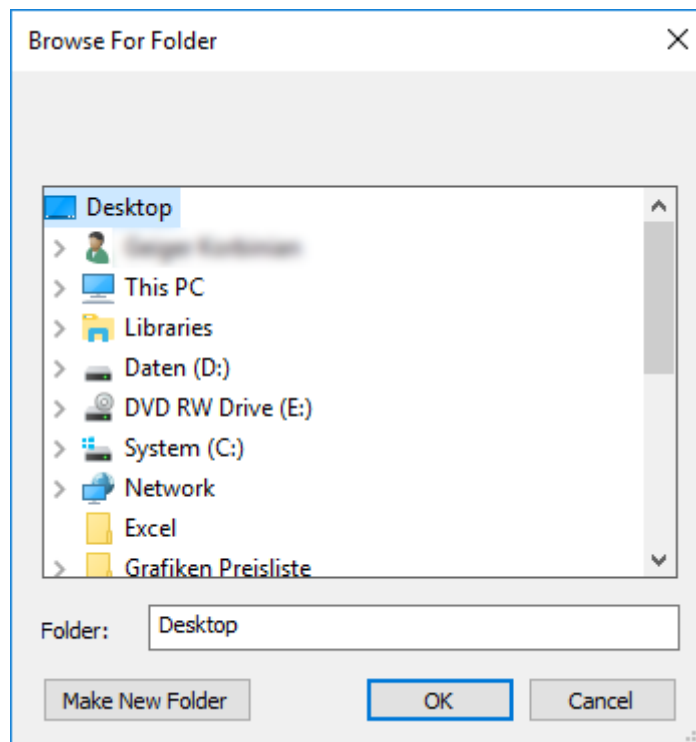 Browse For Folder
Desktop
This PC
Libraries
Daten (D:)
DVD RW Drive (E:)
System (C:)
Network
Excel
Grafiken Preisliste
Folder:
Desktop
Make New Folder
OK
Cancel